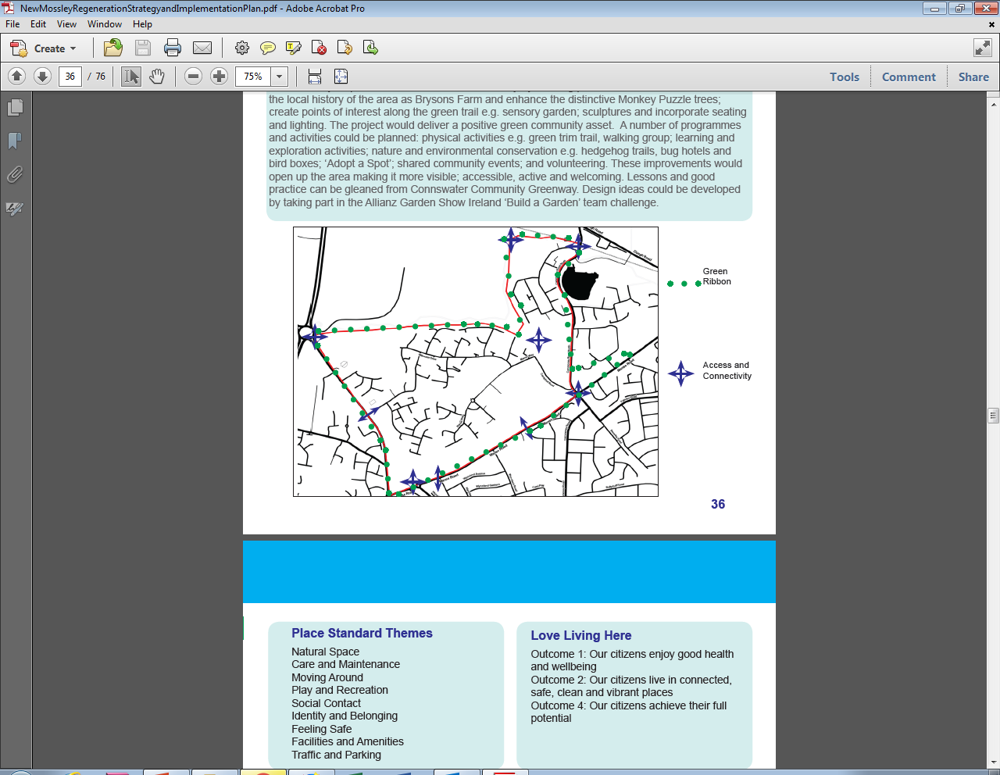 NewMossleyRegenerationStrategyandImplementationPlan.pdf - Adobe Acrobat Pro
File Edit View Window Help
Create
36 / 76 75% Tools Comment Share
the local history of the area as Brysons Farm and enhance the distinctive Monkey Puzzle trees;
create points of interest along the green trail e.g. sensory garden; sculptures and incorporate seating
and lighting. The project would deliver a positive green community asset. A number of programmes
and activities could be planned: physical activities e.g. green trim trail, walking group; learning and
exploration activities; nature and environmental conservation e.g. hedgehog trails, bug hotels and
bird boxes; ‘Adopt a Spot’; shared community events; and volunteering. These improvements would
open up the area making it more visible; accessible, active and welcoming. Lessons and good
practice can be gleaned from Connswater Community Greenway. Design ideas could be developed
by taking part in the Allianz Garden Show Ireland ‘Build a Garden’ team challenge.
Green
Ribbon
Access and
Connectivity
36
Place Standard Themes
Natural Space
Care and Maintenance
Moving Around
Play and Recreation
Social Contact
Identity and Belonging
Feeling Safe
Facilities and Amenities
Traffic and Parking
Love Living Here
Outcome 1: Our citizens enjoy good health
and wellbeing
Outcome 2: Our citizens live in connected,
safe, clean and vibrant places
Outcome 4: Our citizens achieve their full
potential